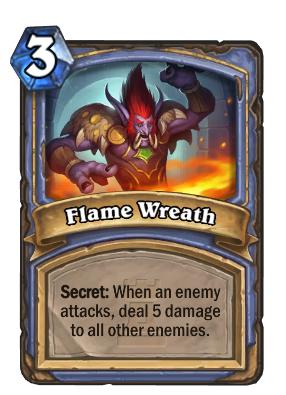 3
Flame Wreath
Secret: When an enemy
attacks, deal 5 damage
to all other enemies.